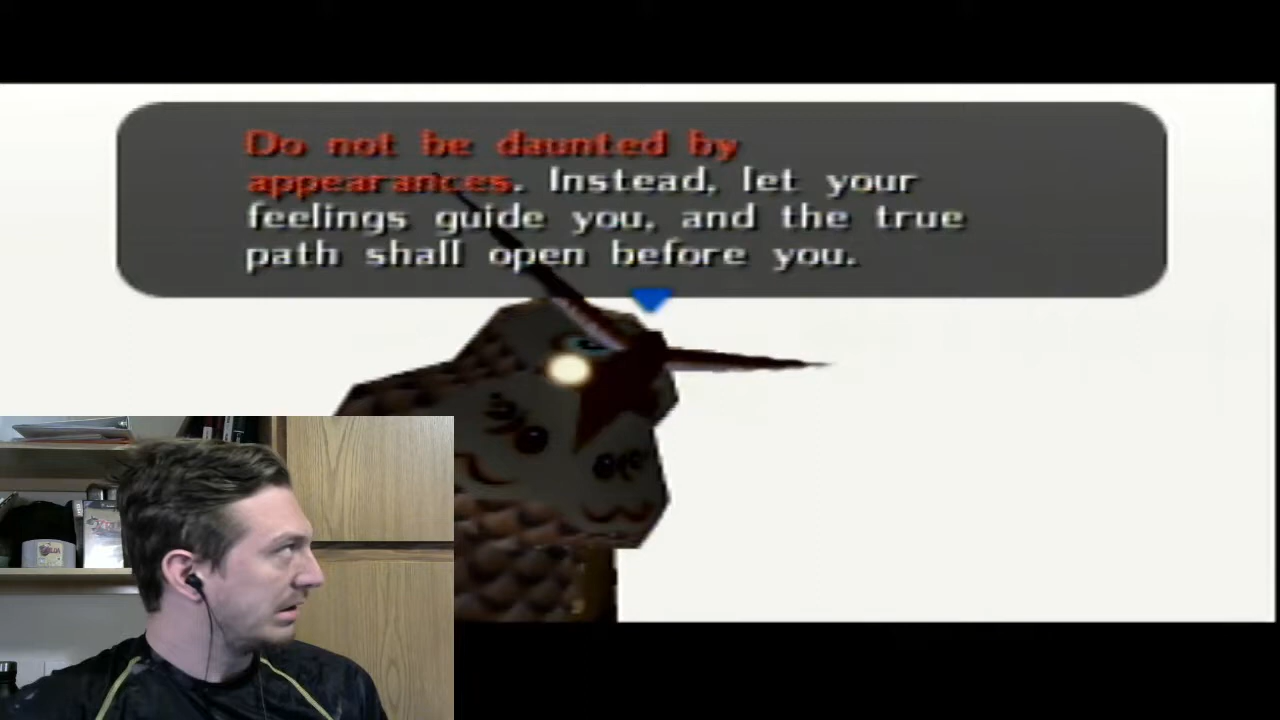 Do not be daunted by
appearances. Instead, let your
feelings guide you, and the true
path shall open before you.